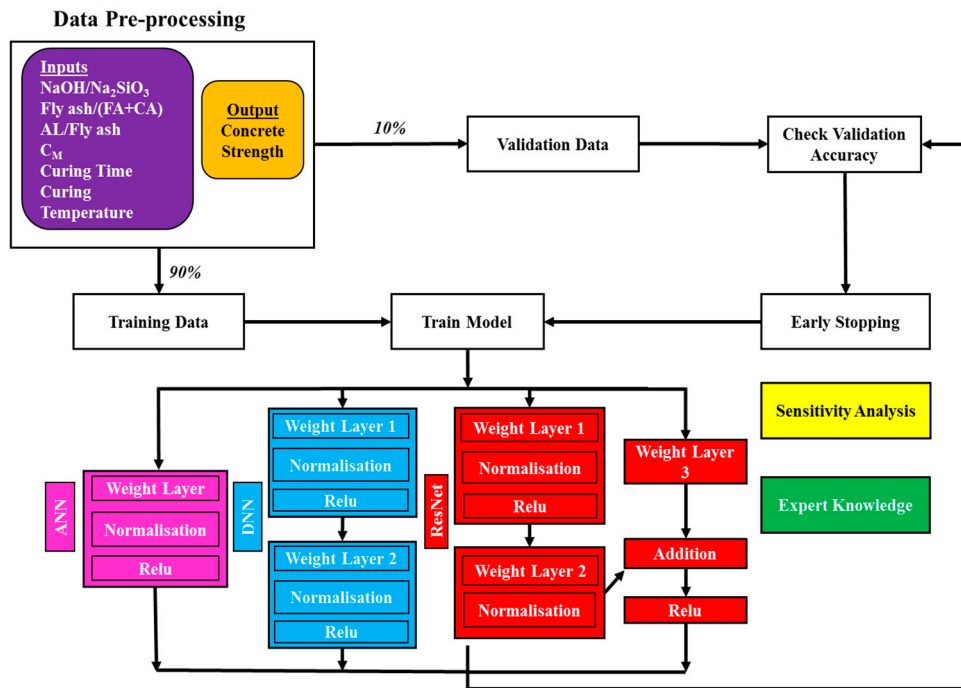 Data Pre-processing
Inputs
NaOH/Na₂SiO₃
Fly ash/(FA+CA)
AL/Fly ash
C_M
Curing Time
Curing
Temperature
Output
Concrete
Strength
10%
Validation Data
Check Validation
Accuracy
90%
Training Data
Train Model
Early Stopping
ANN
Weight Layer
Normalisation
Relu
DNN
Weight Layer 1
Normalisation
Relu
Weight Layer 2
Normalisation
Relu
ResNet
Weight Layer 1
Normalisation
Relu
Weight Layer 2
Normalisation
Weight Layer
3
Addition
Relu
Sensitivity Analysis
Expert Knowledge